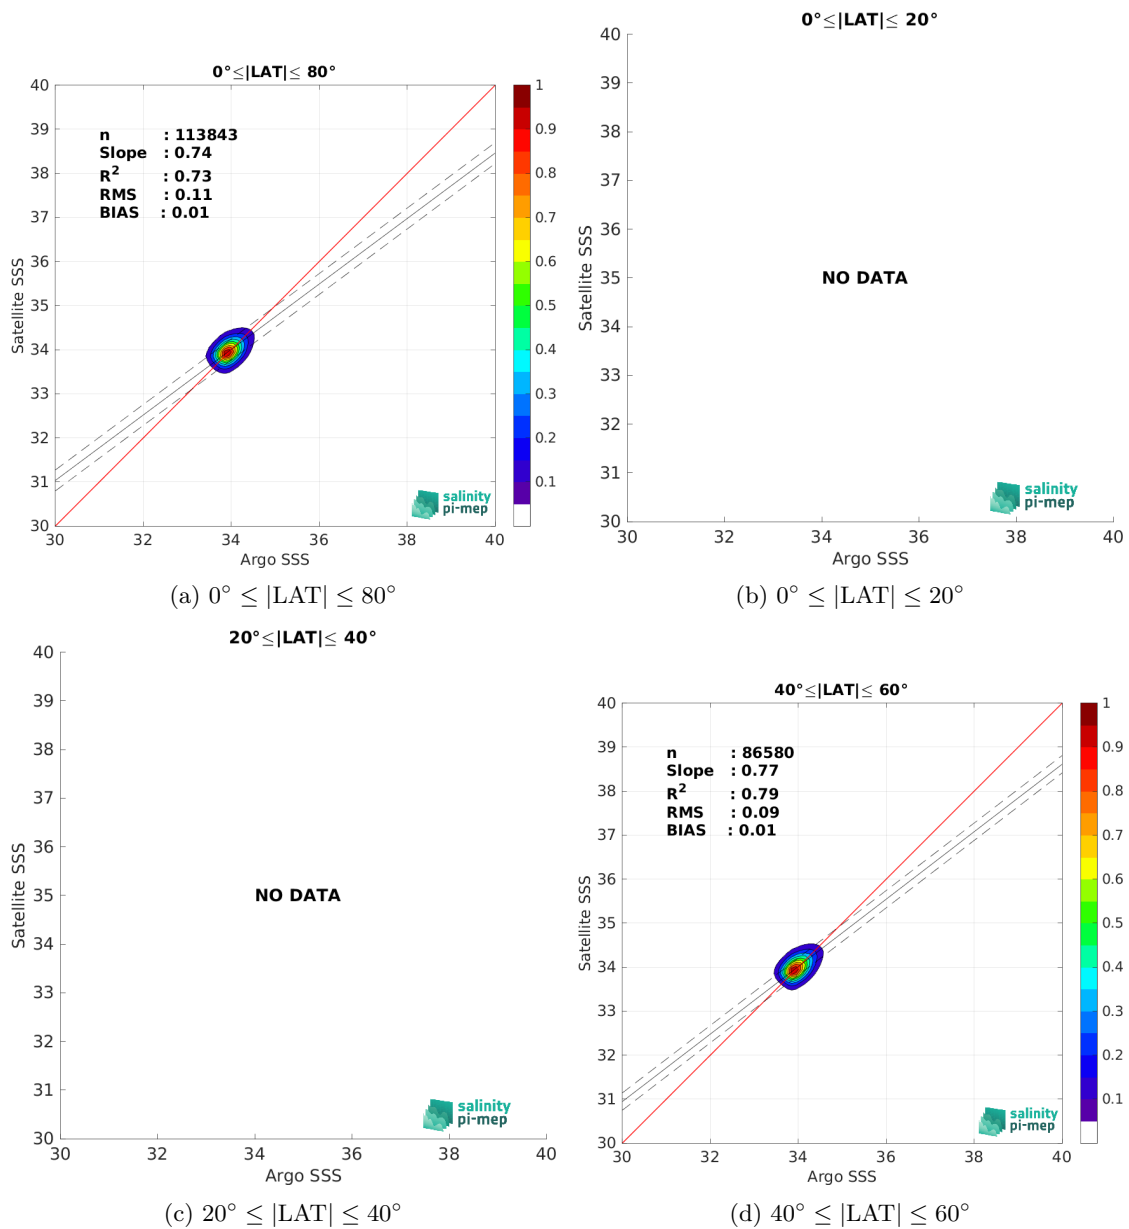 0°≤|LAT|≤ 80°
40
39
38
37
36
35
34
33
32
31
30
Satellite SSS
n : 113843
Slope : 0.74
R² : 0.73
RMS : 0.11
BIAS : 0.01
salinity
pi-mep
30 32 34 36 38 40
Argo SSS
1
0.9
0.8
0.7
0.6
0.5
0.4
0.3
0.2
0.1
(a) 0° ≤ |LAT| ≤ 80°
0°≤|LAT|≤ 20°
40
39
38
37
36
35
34
33
32
31
30
Satellite SSS
NO DATA
salinity
pi-mep
30 32 34 36 38 40
Argo SSS
(b) 0° ≤ |LAT| ≤ 20°
20°≤|LAT|≤ 40°
40
39
38
37
36
35
34
33
32
31
30
Satellite SSS
NO DATA
salinity
pi-mep
30 32 34 36 38 40
Argo SSS
(c) 20° ≤ |LAT| ≤ 40°
40°≤|LAT|≤ 60°
40
39
38
37
36
35
34
33
32
31
30
Satellite SSS
n : 86580
Slope : 0.77
R² : 0.79
RMS : 0.09
BIAS : 0.01
salinity
pi-mep
30 32 34 36 38 40
Argo SSS
1
0.9
0.8
0.7
0.6
0.5
0.4
0.3
0.2
0.1
(d) 40° ≤ |LAT| ≤ 60°